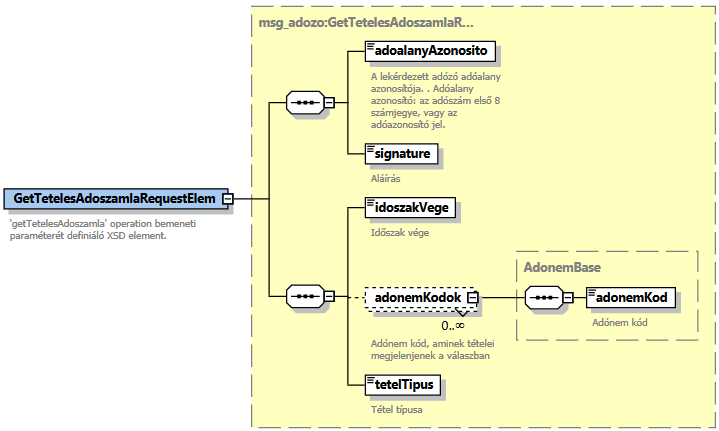 msg_adozo:GetTetelesAdoszamlaR...
adoalanyAzonosito
A lekérdezett adózó adóalany
azonosítója. . Adóalany
azonosító: az adószám első 8
számjegye, vagy az
adóazonosító jel.
signature
Aláírás
GetTetelesAdoszamlaRequestElem
'getTetelesAdoszamla' operation bemeneti
paraméterét definiáló XSD element.
idoszakVege
Időszak vége
adonemKodok
0..∞
Adónem kód, aminek tételei
megjelenjenek a válaszban
AdonemBase
adonemKod
Adónem kód
tetelTipus
Tétel típusa